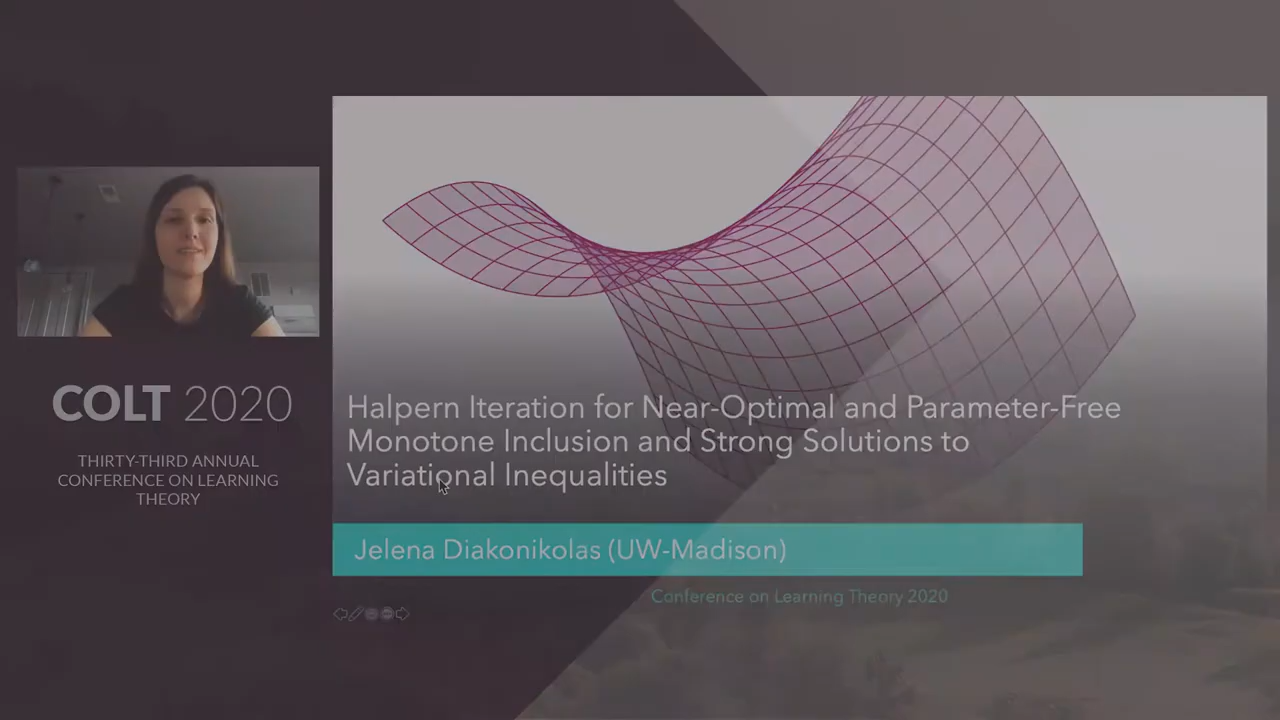 COLT 2020
THIRTY-THIRD ANNUAL
CONFERENCE ON LEARNING
THEORY
Halpern Iteration for Near-Optimal and Parameter-Free
Monotone Inclusion and Strong Solutions to
Variational Inequalities
Jelena Diakonikolas (UW-Madison)
Conference on Learning Theory 2020